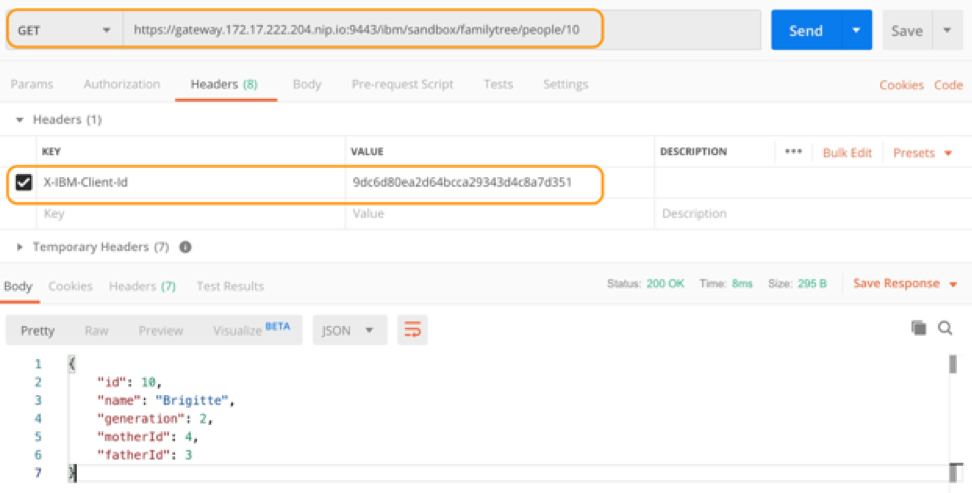 GET https://gateway.172.17.222.204.nip.io:9443/ibm/sandbox/familytree/people/10 Send Save
Params Authorization Headers (8) Body Pre-request Script Tests Settings Cookies Code
Headers (1)
KEY VALUE DESCRIPTION ••• Bulk Edit Presets
X-IBM-Client-Id 9dc6d80ea2d64bcca29343d4c8a7d351
Key Value Description
Temporary Headers (7) i
Body Cookies Headers (7) Test Results Status: 200 OK Time: 8ms Size: 295 B Save Response
Pretty Raw Preview Visualize BETA JSON
1 {
2 "id": 10,
3 "name": "Brigitte",
4 "generation": 2,
5 "motherId": 4,
6 "fatherId": 3
7 }